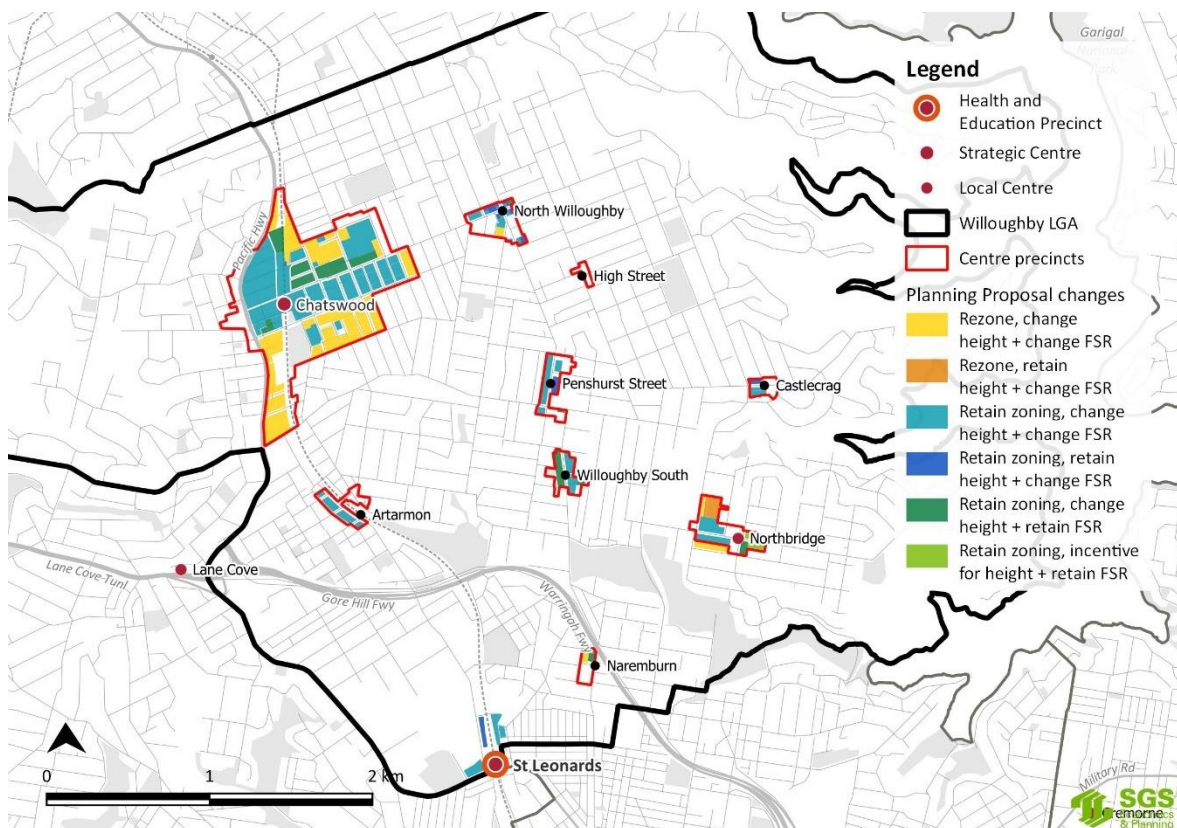 Garigal
National
Park
Legend
Health and
Education Precinct
Strategic Centre
Local Centre
Willoughby LGA
Centre precincts
Planning Proposal changes
Rezone, change
height + change FSR
Rezone, retain
height + change FSR
Retain zoning, change
height + change FSR
Retain zoning, retain
height + change FSR
Retain zoning, change
height + retain FSR
Retain zoning, incentive
for height + retain FSR
Pacific Hwy
North Willoughby
High Street
Chatswood
Penshurst Street
Castlecrag
Willoughby South
Artarmon
Northbridge
Lane Cove
Lane Cove-Tunl
Gore Hill Fwy
Warringah Fwy
Naremburn
St Leonards
0 1 2 km
Military Rd
SGS
& Planning
Cremorne